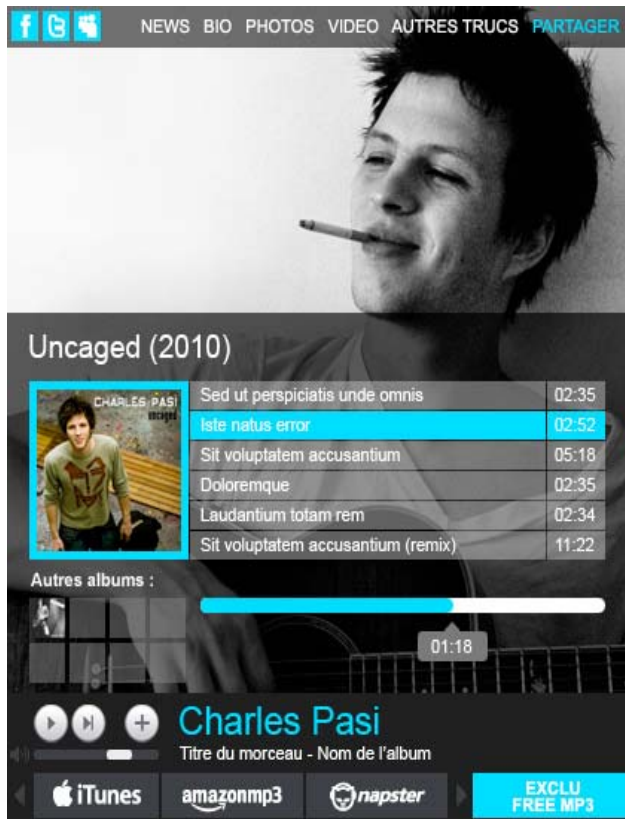 NEWS BIO PHOTOS VIDEO AUTRES TRUCS PARTAGER
Uncaged (2010)
CHARLES PASI
uncaged
Sed ut perspiciatis unde omnis 02:35
Iste natus error 02:52
Sit voluptatem accusantium 05:18
Doloremque 02:35
Laudantium totam rem 02:34
Sit voluptatem accusantium (remix) 11:22
Autres albums :
01:18
Charles Pasi
Titre du morceau - Nom de l'album
iTunes amazonmp3 napster EXCLU
FREE MP3